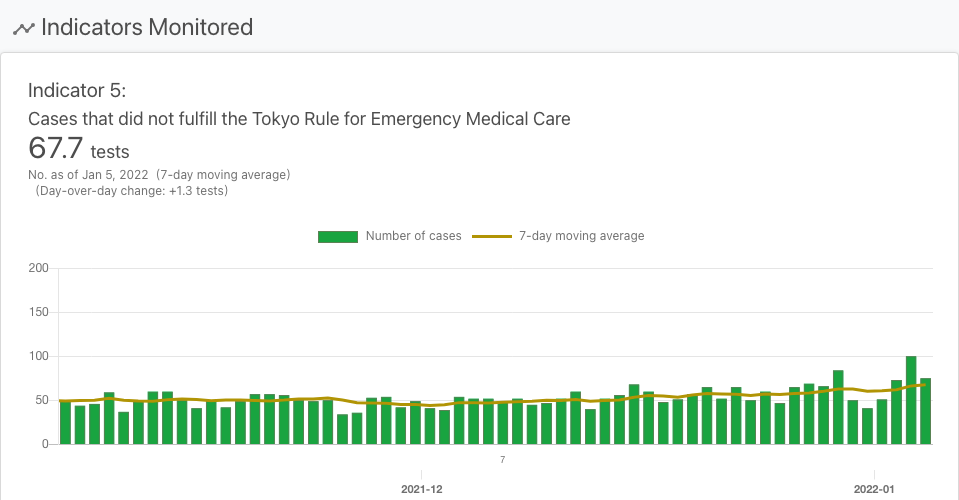 Indicators Monitored
Indicator 5:
Cases that did not fulfill the Tokyo Rule for Emergency Medical Care
67.7 tests
No. as of Jan 5, 2022 (7-day moving average)
(Day-over-day change: +1.3 tests)
Number of cases 7-day moving average
200
150
100
50
0
7
2021-12 2022-01